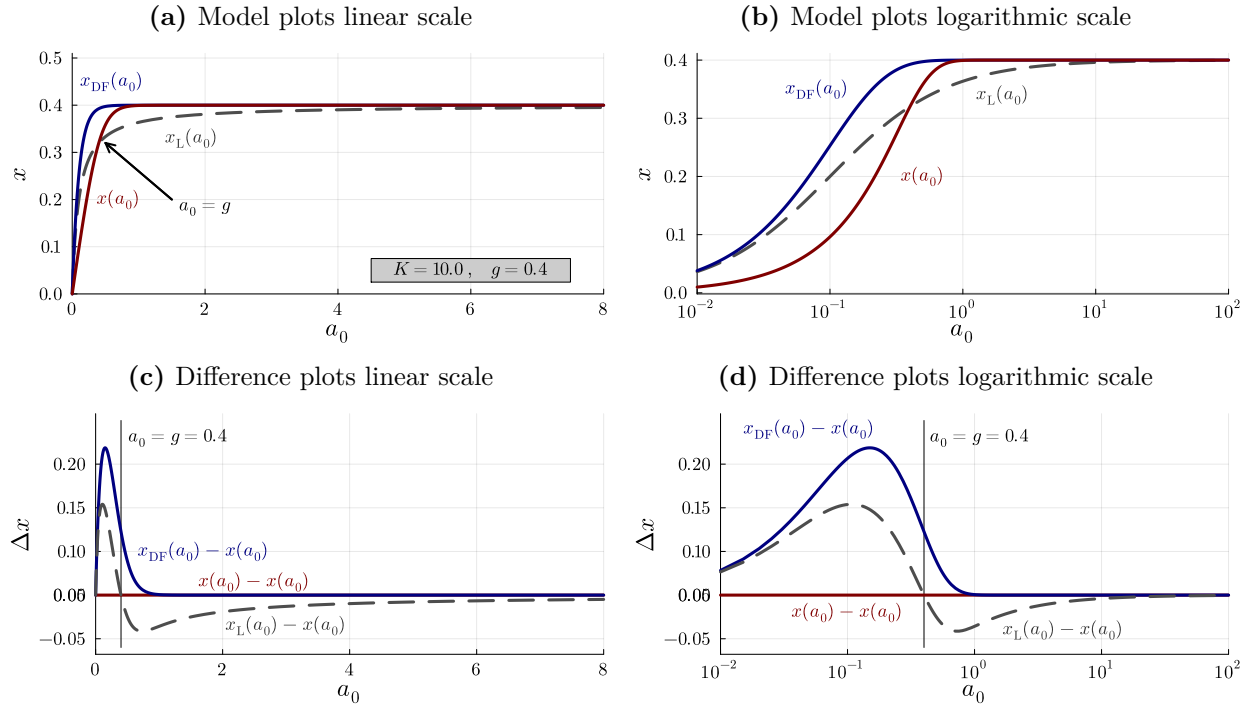 (a) Model plots linear scale
0.5
0.4
0.3
0.2
0.1
0.0
x
x_DF(a_0)
x_L(a_0)
x(a_0)
a_0 = g
K = 10.0 ,   g = 0.4
0 2 4 6 8
a_0
(b) Model plots logarithmic scale
0.4
0.3
0.2
0.1
0.0
x
x_DF(a_0)
x_L(a_0)
x(a_0)
10^−2 10^−1 10^0 10^1 10^2
a_0
(c) Difference plots linear scale
a_0 = g = 0.4
0.20
0.15
0.10
0.05
0.00
−0.05
Δx
x_DF(a_0) − x(a_0)
x(a_0) − x(a_0)
x_L(a_0) − x(a_0)
0 2 4 6 8
a_0
(d) Difference plots logarithmic scale
x_DF(a_0) − x(a_0)
a_0 = g = 0.4
0.20
0.15
0.10
0.05
0.00
−0.05
Δx
x(a_0) − x(a_0)
x_L(a_0) − x(a_0)
10^−2 10^−1 10^0 10^1 10^2
a_0